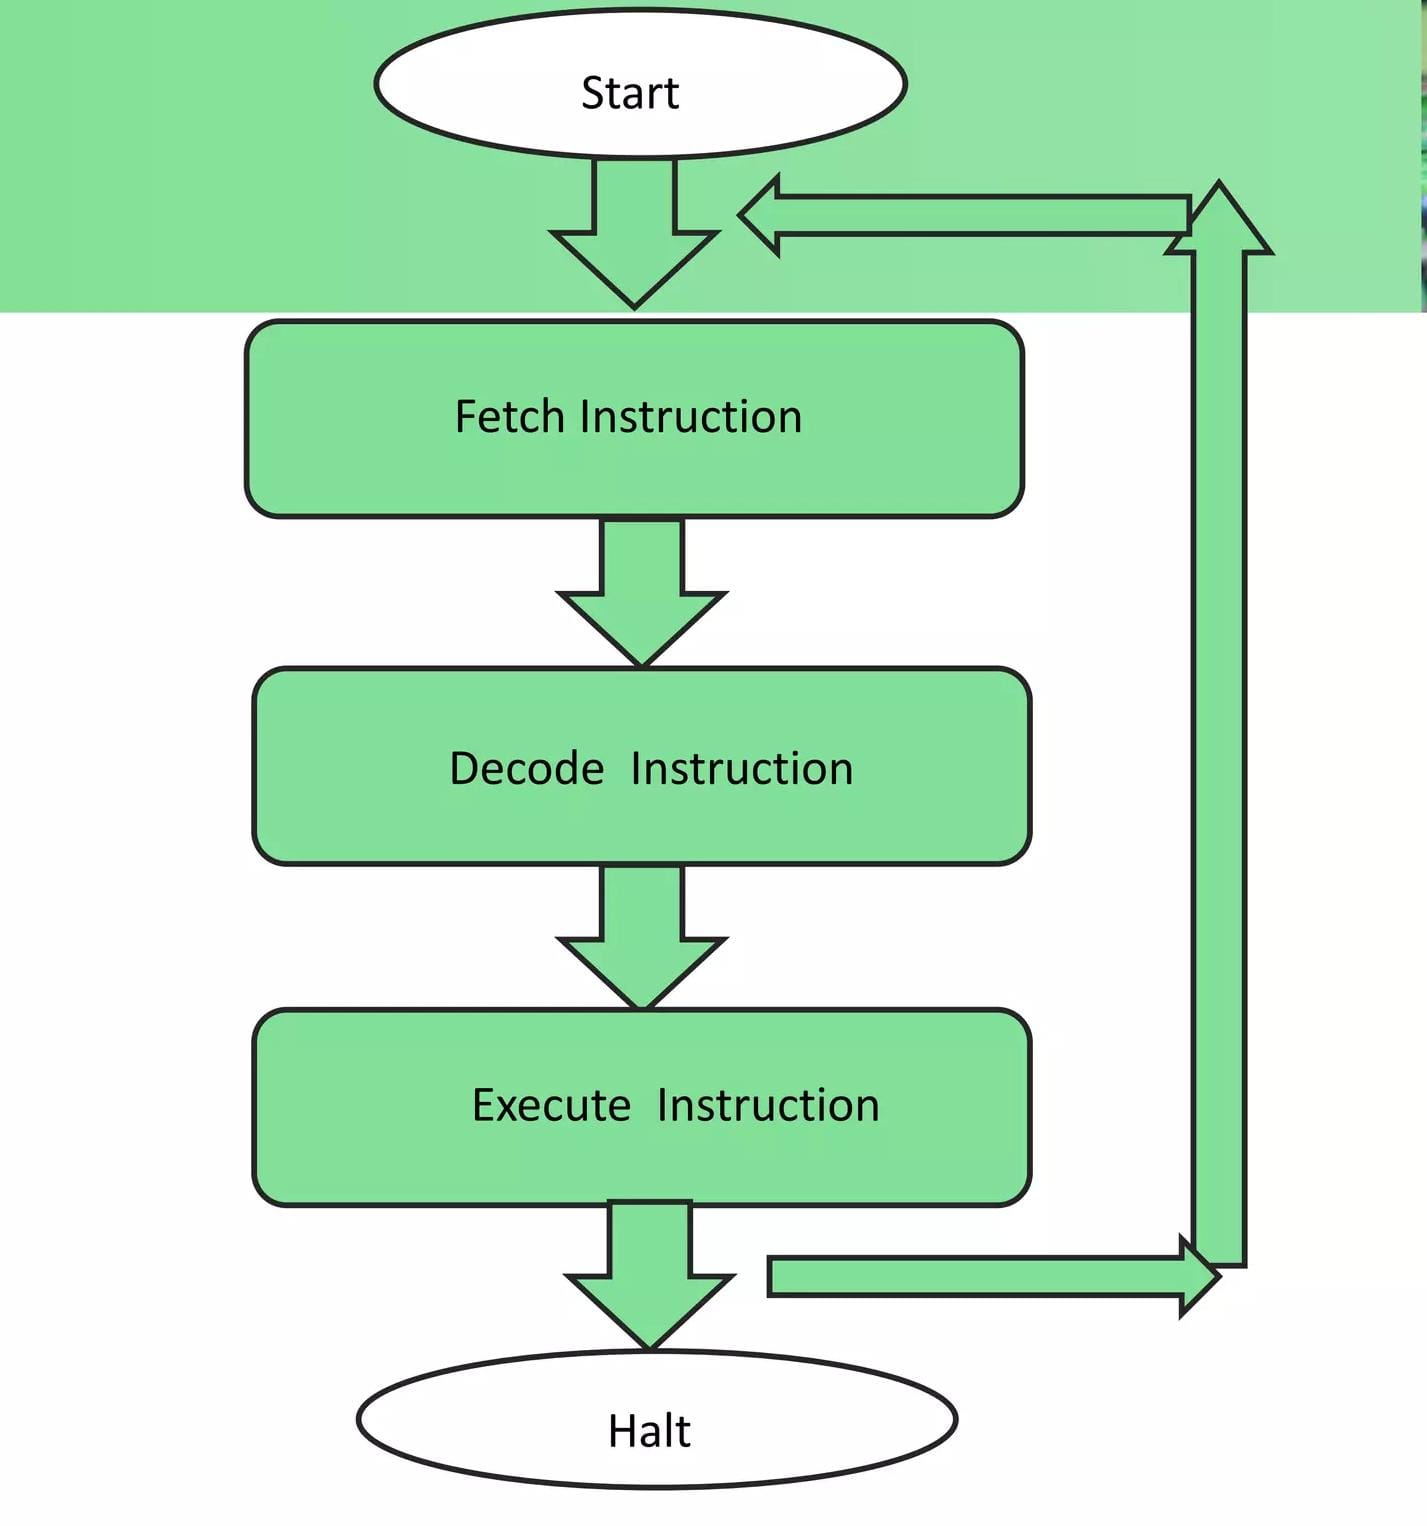 Start
Fetch Instruction
Decode  Instruction
Execute  Instruction
Halt